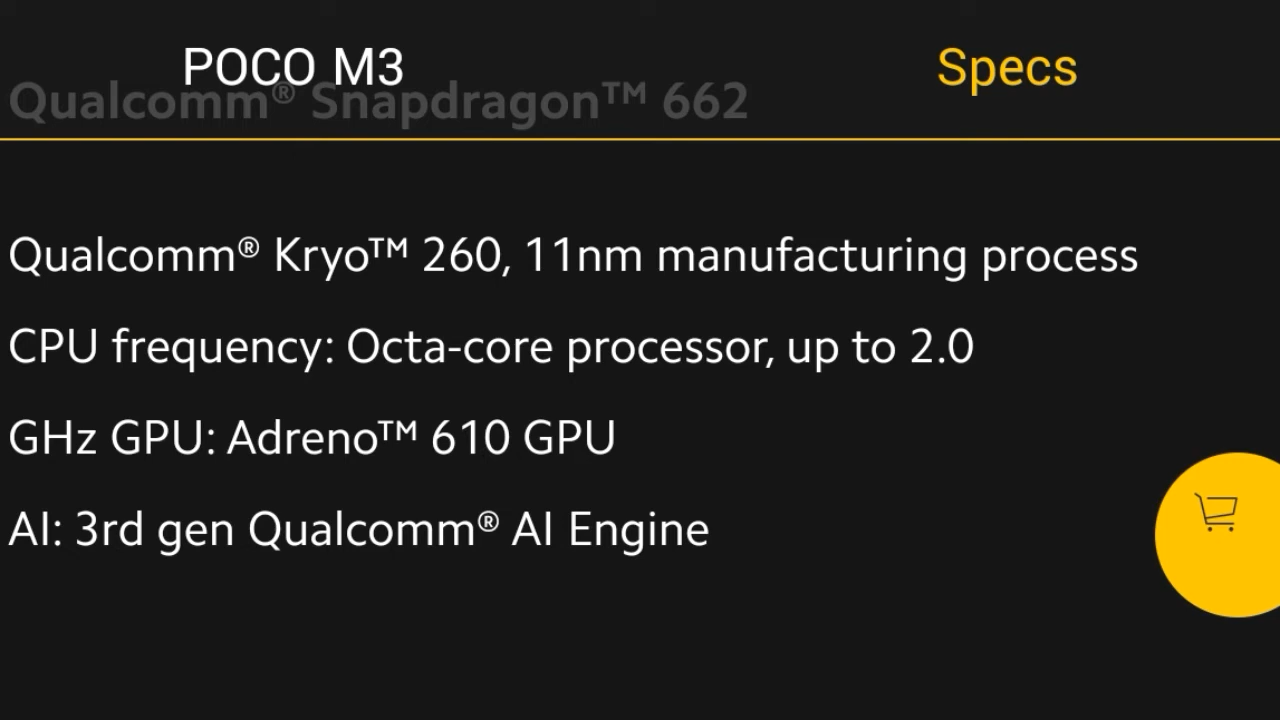 POCO M3
Specs
Qualcomm® Snapdragon™ 662
Qualcomm® Kryo™ 260, 11nm manufacturing process
CPU frequency: Octa-core processor, up to 2.0
GHz GPU: Adreno™ 610 GPU
AI: 3rd gen Qualcomm® AI Engine